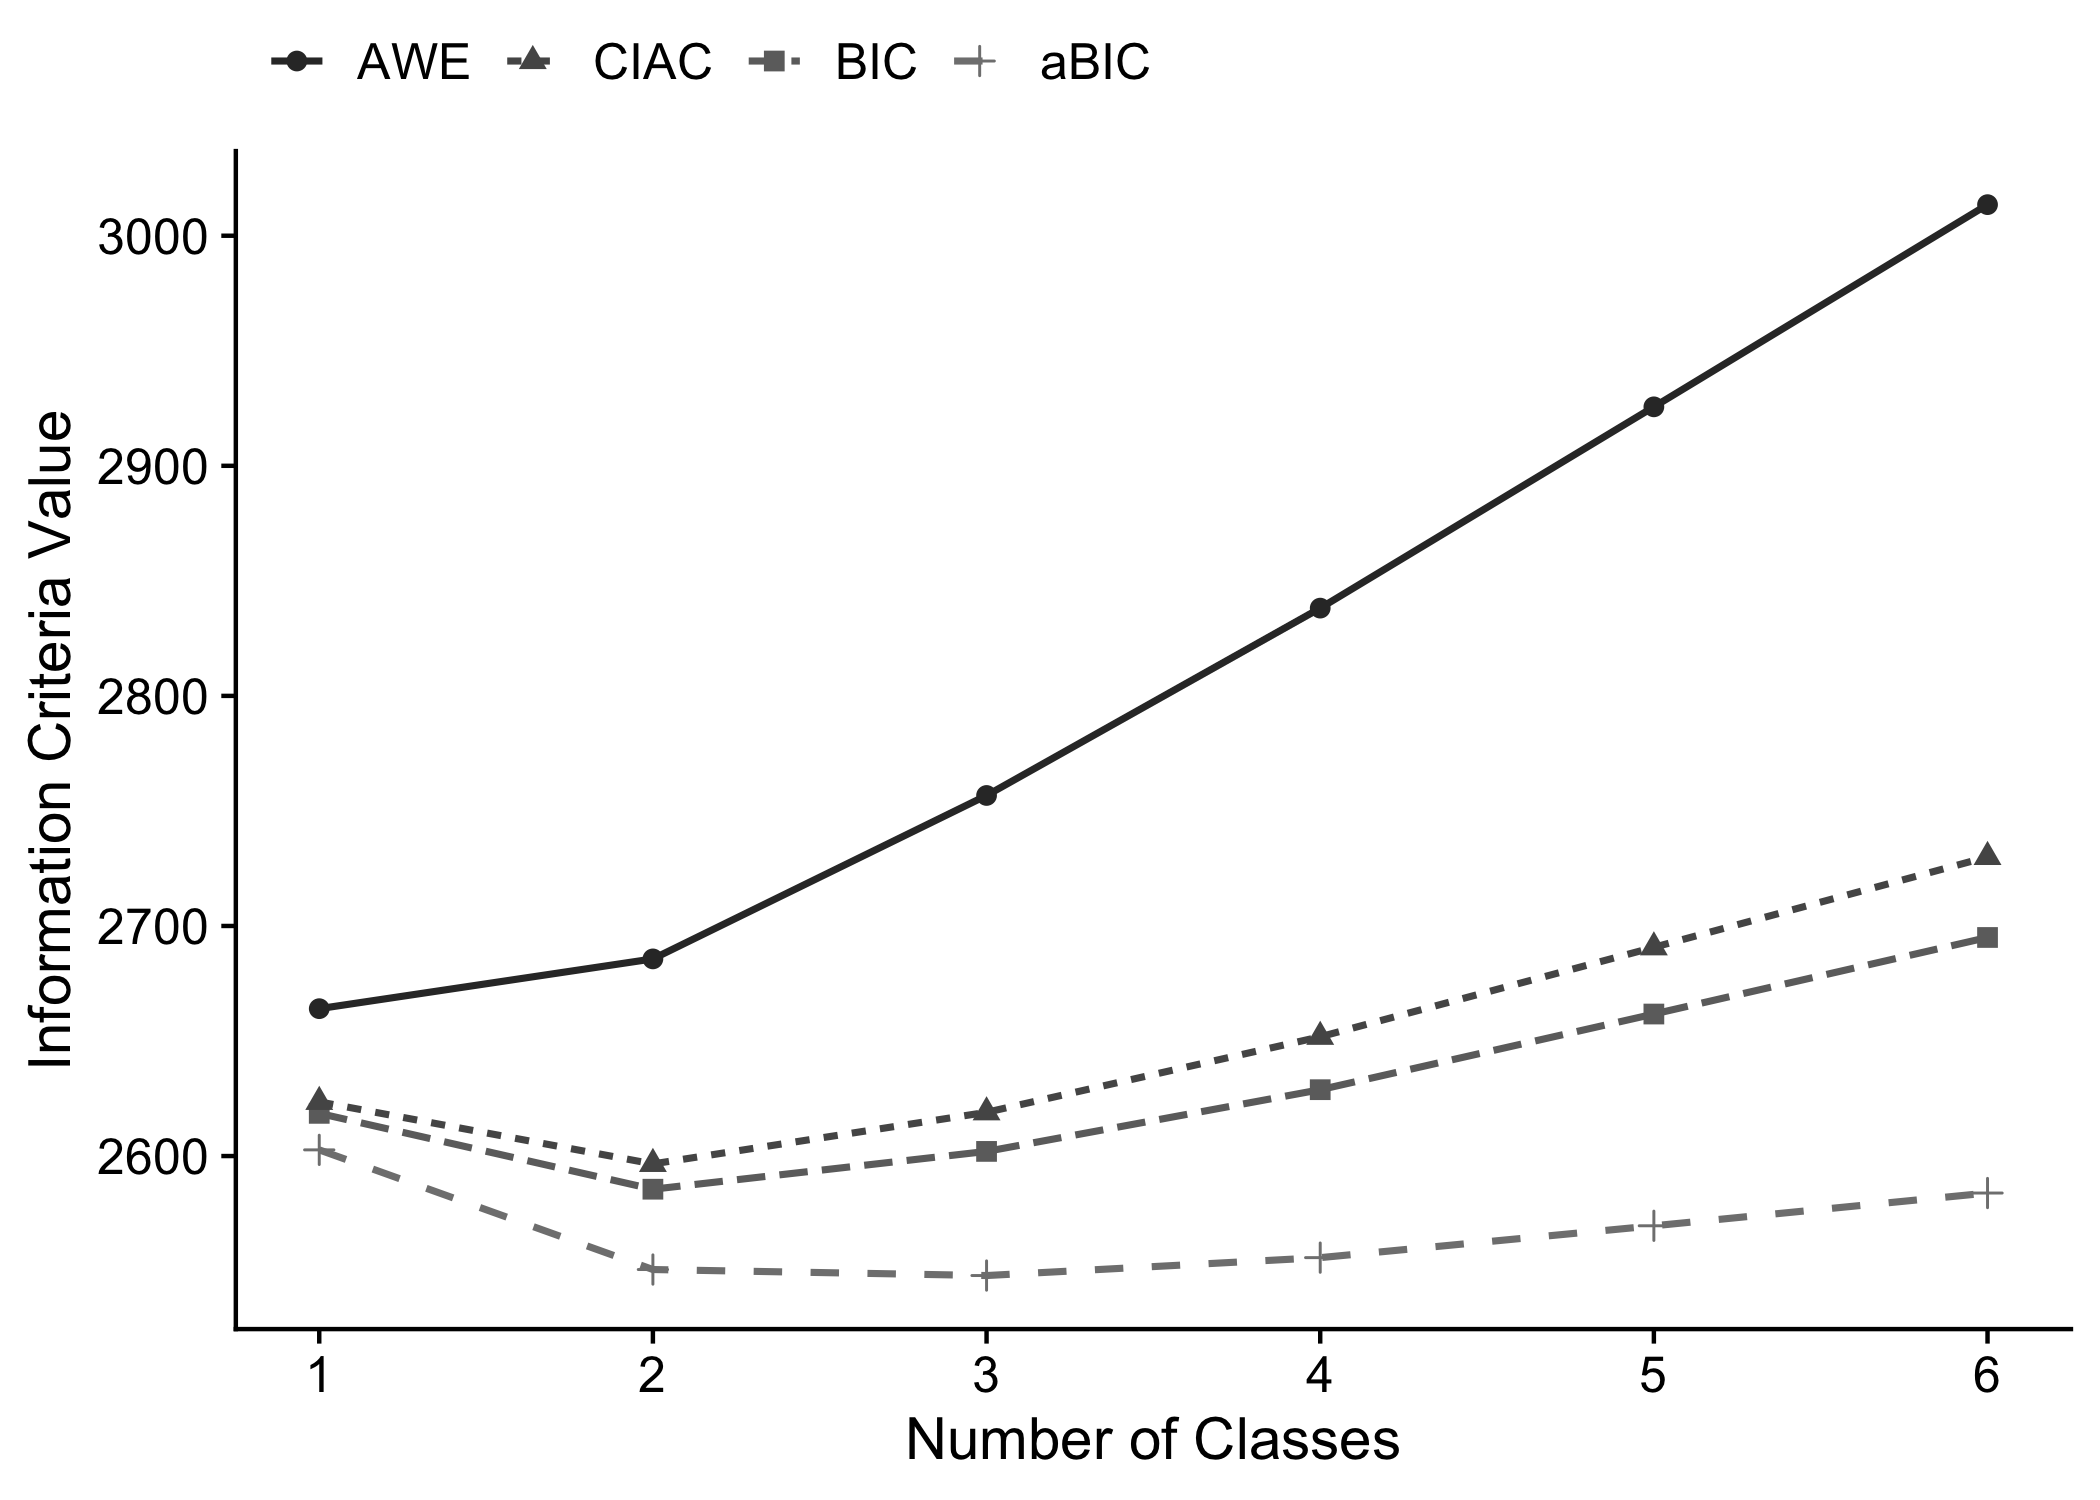 AWE CIAC BIC aBIC
Information Criteria Value
3000
2900
2800
2700
2600
1 2 3 4 5 6
Number of Classes